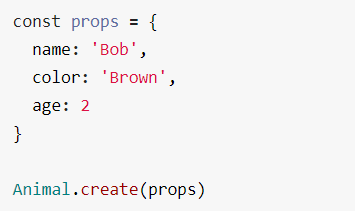 const props = {
  name: 'Bob',
  color: 'Brown',
  age: 2
}

Animal.create(props)